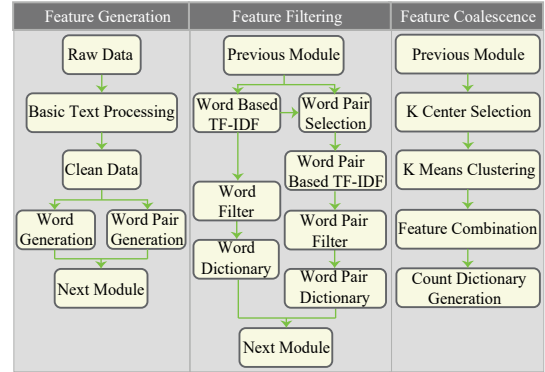 Feature Generation
Raw Data
Basic Text Processing
Clean Data
Word
Generation
Word Pair
Generation
Next Module
Feature Filtering
Previous Module
Word Based
TF-IDF
Word Pair
Selection
Word Pair
Based TF-IDF
Word
Filter
Word Pair
Filter
Word
Dictionary
Word Pair
Dictionary
Next Module
Feature Coalescence
Previous Module
K Center Selection
K Means Clustering
Feature Combination
Count Dictionary
Generation